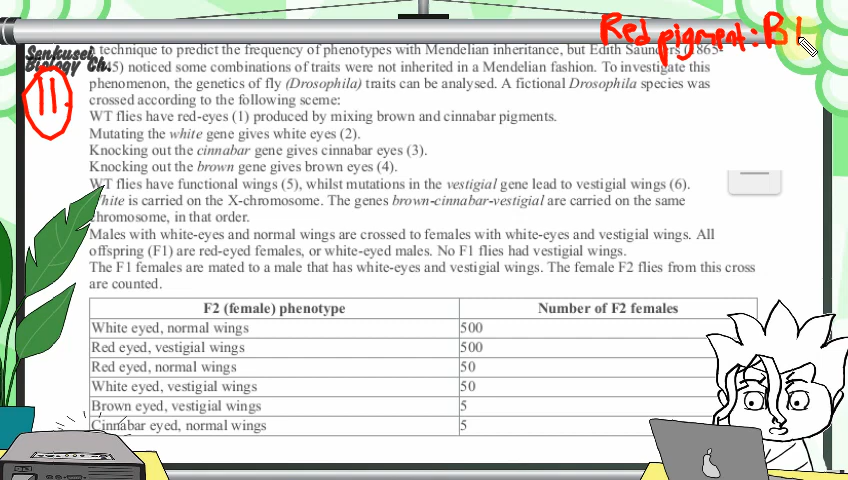 Red pigment: B
Senkusei Biology Ch.
11.
technique to predict the frequency of phenotypes with Mendelian inheritance, but Edith Saunders (1865-
45) noticed some combinations of traits were not inherited in a Mendelian fashion. To investigate this
phenomenon, the genetics of fly (Drosophila) traits can be analysed. A fictional Drosophila species was
crossed according to the following sceme:
WT flies have red-eyes (1) produced by mixing brown and cinnabar pigments.
Mutating the white gene gives white eyes (2).
Knocking out the cinnabar gene gives cinnabar eyes (3).
Knocking out the brown gene gives brown eyes (4).
WT flies have functional wings (5), whilst mutations in the vestigial gene lead to vestigial wings (6).
White is carried on the X-chromosome. The genes brown-cinnabar-vestigial are carried on the same
chromosome, in that order.
Males with white-eyes and normal wings are crossed to females with white-eyes and vestigial wings. All
offspring (F1) are red-eyed females, or white-eyed males. No F1 flies had vestigial wings.
The F1 females are mated to a male that has white-eyes and vestigial wings. The female F2 flies from this cross
are counted.
F2 (female) phenotype Number of F2 females
White eyed, normal wings 500
Red eyed, vestigial wings 500
Red eyed, normal wings 50
White eyed, vestigial wings 50
Brown eyed, vestigial wings 5
Cinnabar eyed, normal wings 5